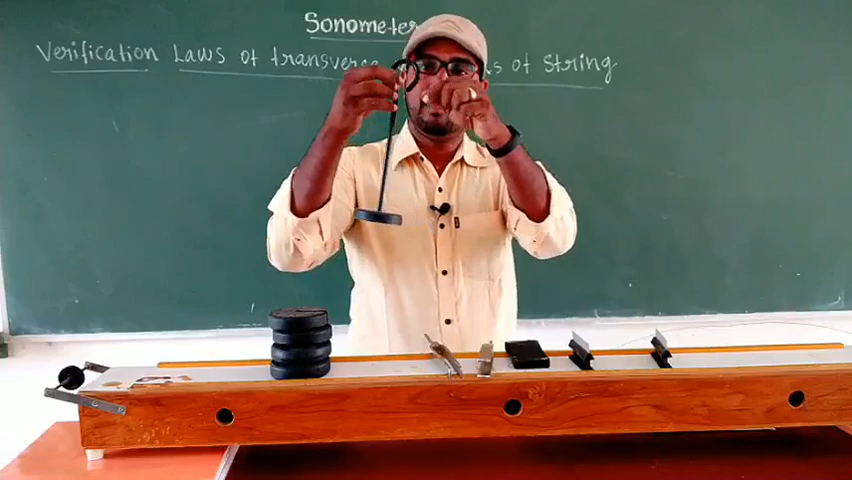 Sonometer
Verification Laws of transverse of String